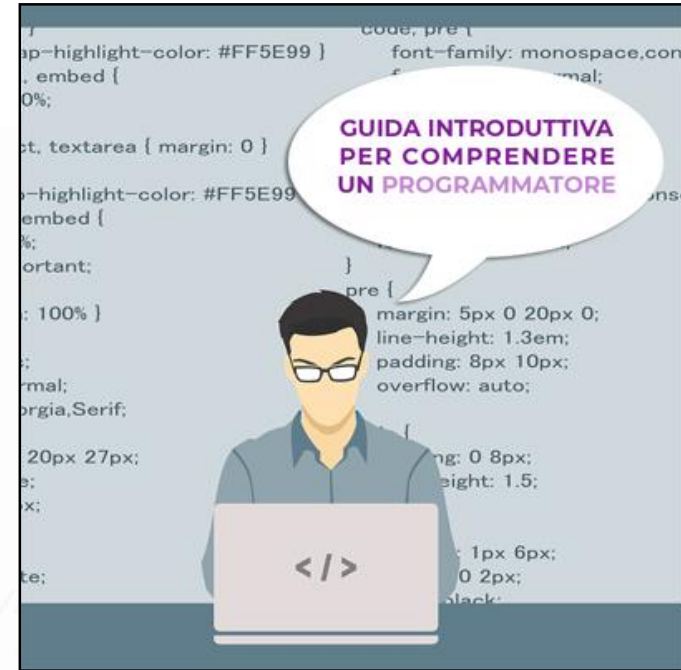 code, pre {
ap-highlight-color: #FF5E99 }
font-family: monospace,con
, embed {
0%;
GUIDA INTRODUTTIVA
PER COMPRENDERE
UN PROGRAMMATORE
ct, textarea { margin: 0 }
p-highlight-color: #FF5E99
embed {
%;
ortant;
}
pre {
: 100% }
margin: 5px 0 20px 0;
line-height: 1.3em;
padding: 8px 10px;
rmal;
overflow: auto;
orgia,Serif;
{
20px 27px;
ng: 0 8px;
e;
eight: 1.5;
x;
</>
: 1px 6px;
0 2px;
te;
black;